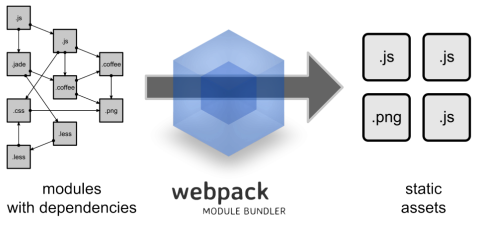 .js
.js
.jade
.coffee
.coffee
.css
.png
.less
.less
modules
with dependencies
webpack
MODULE BUNDLER
.js
.js
.png
.js
static
assets